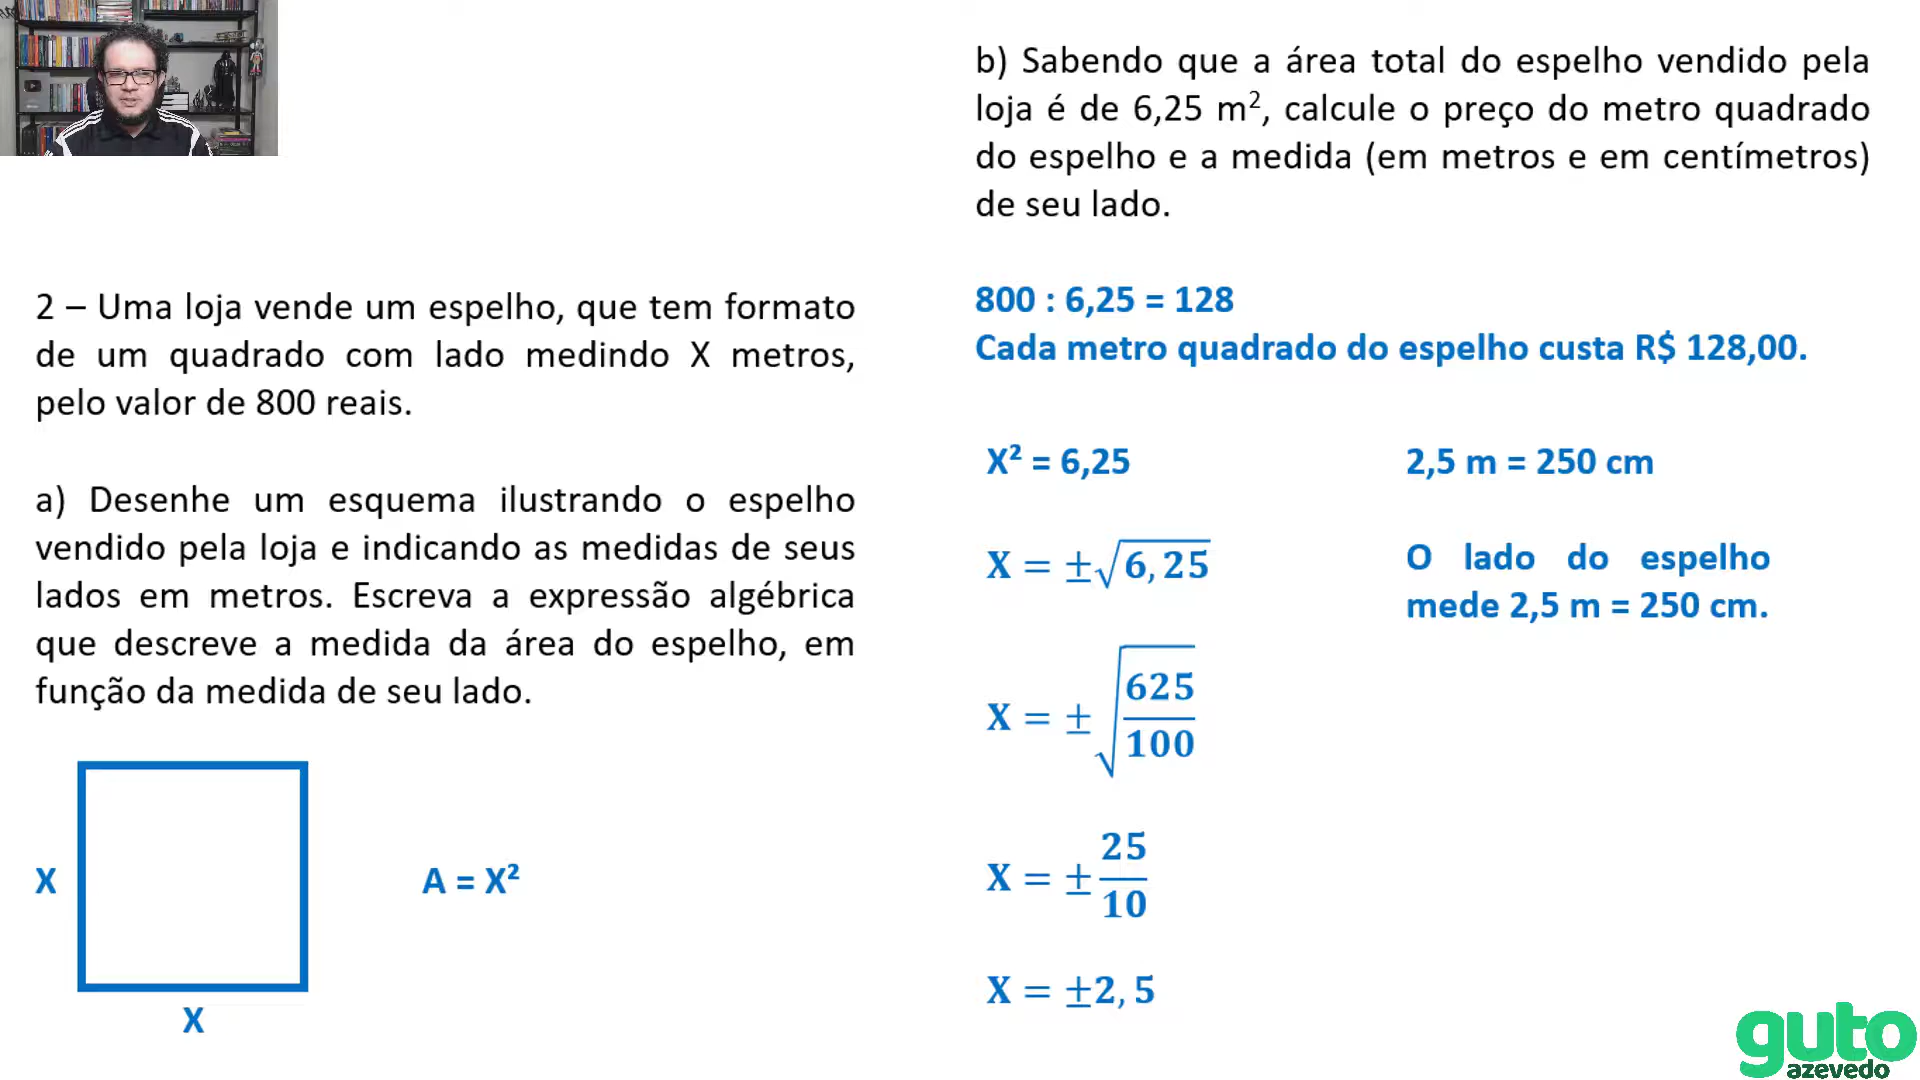 2 – Uma loja vende um espelho, que tem formato
de um quadrado com lado medindo X metros,
pelo valor de 800 reais.
a) Desenhe um esquema ilustrando o espelho
vendido pela loja e indicando as medidas de seus
lados em metros. Escreva a expressão algébrica
que descreve a medida da área do espelho, em
função da medida de seu lado.
X
A = X²
X
b) Sabendo que a área total do espelho vendido pela
loja é de 6,25 m², calcule o preço do metro quadrado
do espelho e a medida (em metros e em centímetros)
de seu lado.
800 : 6,25 = 128
Cada metro quadrado do espelho custa R$ 128,00.
X² = 6,25
X = ±√6,25
X = ±√(625/100)
X = ±25/10
X = ±2,5
2,5 m = 250 cm
O lado do espelho
mede 2,5 m = 250 cm.
guto
azevedo